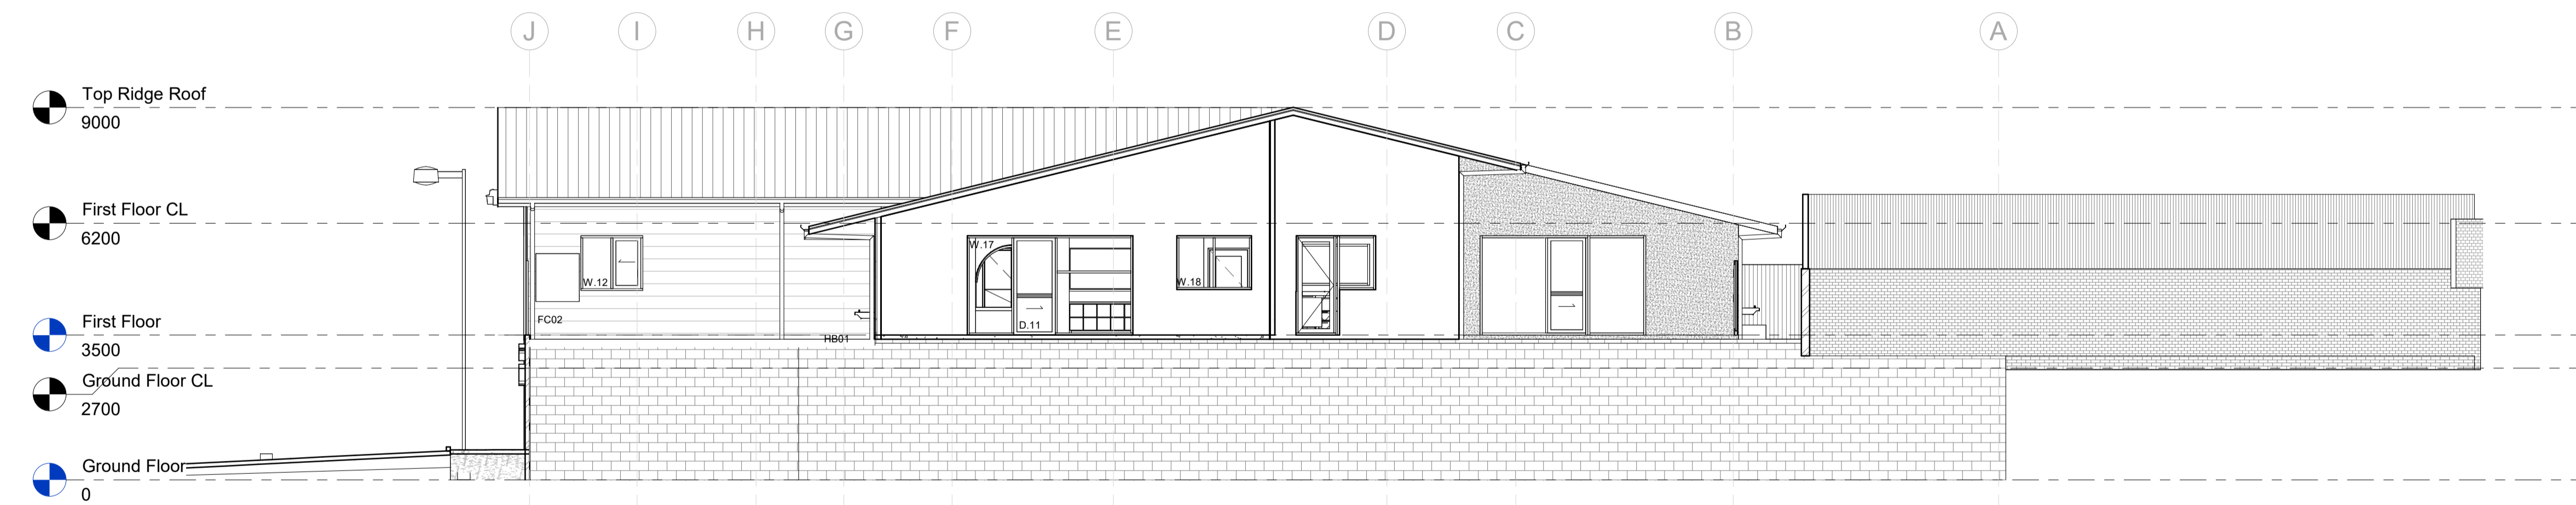 J I H G F E D C B A
Top Ridge Roof
9000
First Floor CL
6200
W.17
W.12
W.18
First Floor
3500
FC02
D.11
HB01
Ground Floor CL
2700
Ground Floor
0